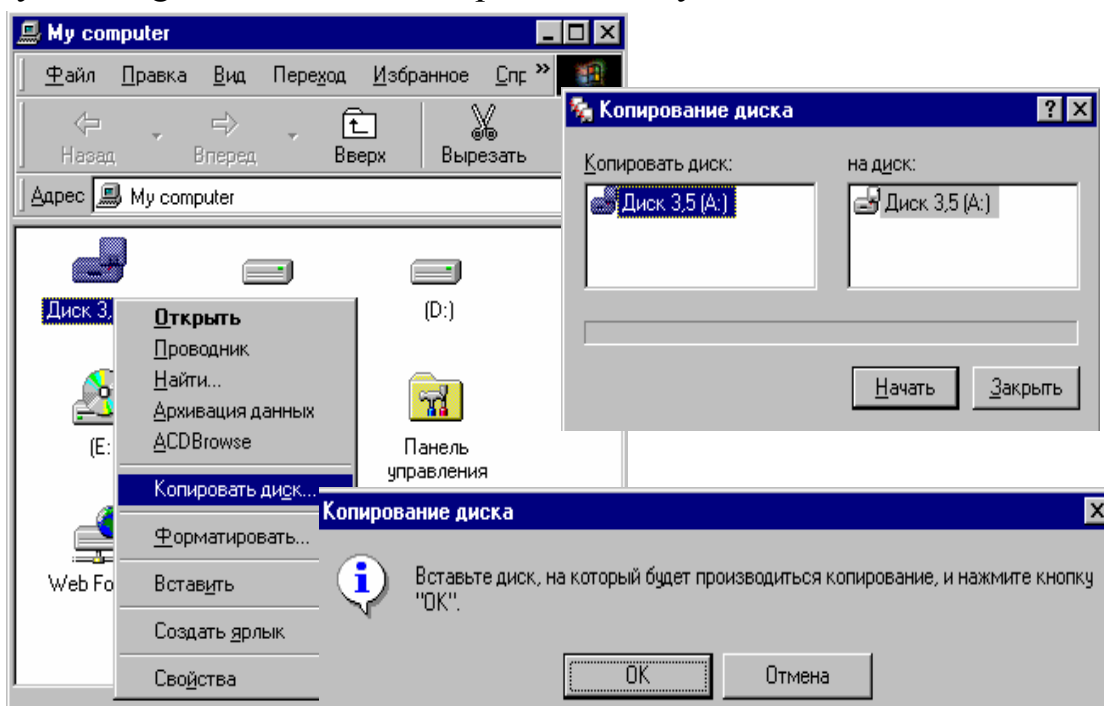 My computer
Файл Правка Вид Переход Избранное Спр »
Назад Вперед Вверх Вырезать
Адрес My computer
Диск 3,
(D:)
(E:
Панель
управления
Web Fo
Открыть
Проводник
Найти...
Архивация данных
ACDBrowse
Копировать диск...
Форматировать...
Вставить
Создать ярлык
Свойства
Копирование диска
Копировать диск: на диск:
Диск 3,5 (A:) Диск 3,5 (A:)
Начать Закрыть
Копирование диска
Вставьте диск, на который будет производиться копирование, и нажмите кнопку
"OK".
OK Отмена